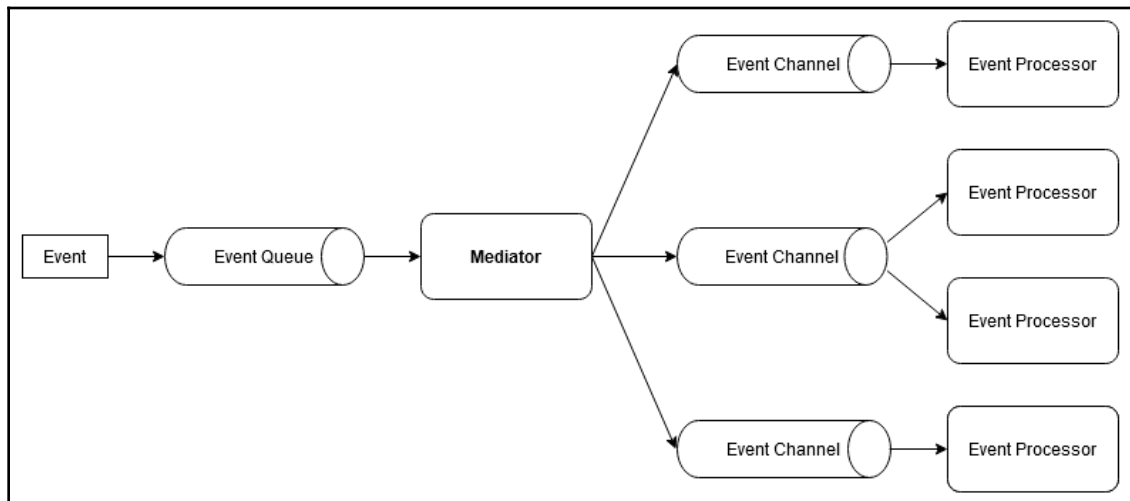 Event Channel
Event Processor
Event Processor
Event
Event Queue
Mediator
Event Channel
Event Processor
Event Channel
Event Processor